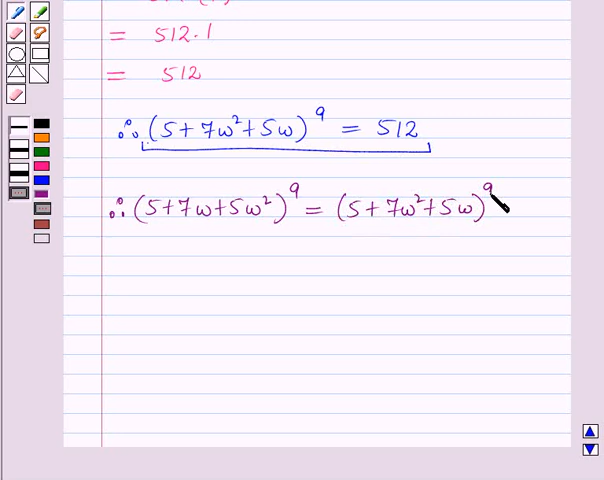 = 512·1
= 512
∴ (5+7ω²+5ω)⁹ = 512
∴ (5+7ω+5ω²)⁹ = (5+7ω²+5ω)⁹